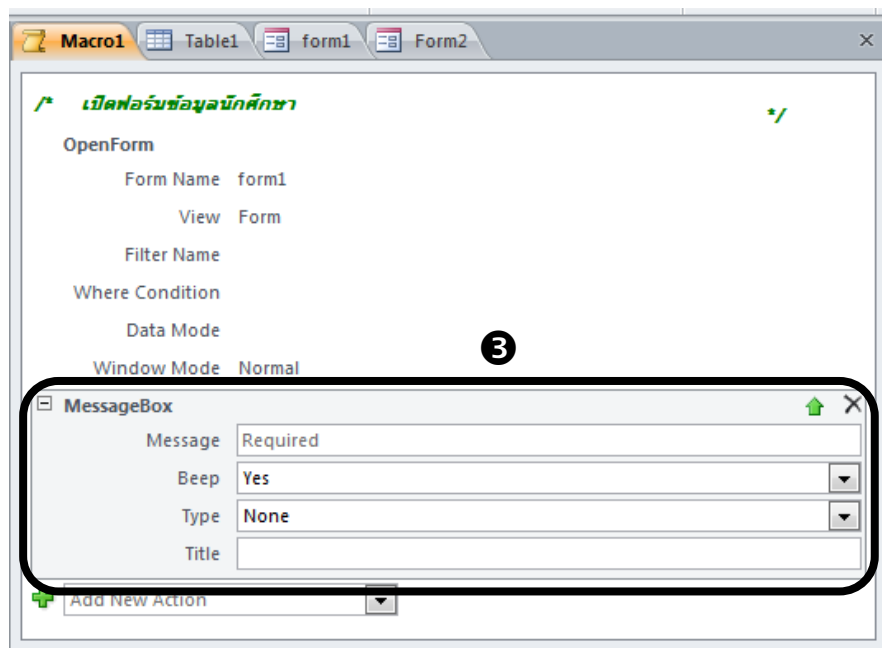 Macro1 Table1 form1 Form2
/* เปิดฟอร์มข้อมูลนักศึกษา */
OpenForm
Form Name form1
View Form
Filter Name
Where Condition
Data Mode
Window Mode Normal
❸
MessageBox
Message Required
Beep Yes
Type None
Title
Add New Action